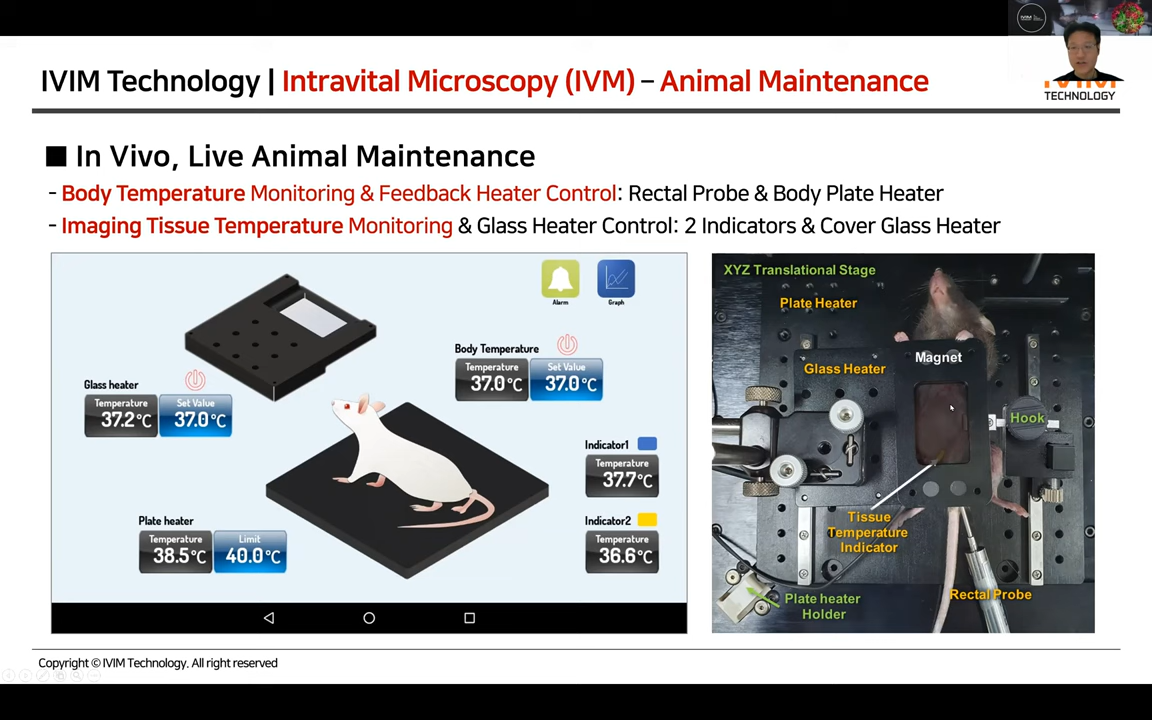 IVIM Technology | Intravital Microscopy (IVM) – Animal Maintenance
TECHNOLOGY
■ In Vivo, Live Animal Maintenance
- Body Temperature Monitoring & Feedback Heater Control: Rectal Probe & Body Plate Heater
- Imaging Tissue Temperature Monitoring & Glass Heater Control: 2 Indicators & Cover Glass Heater
Alarm
Graph
Body Temperature
Temperature
37.0°C
Set Value
37.0°C
Glass heater
Temperature
37.2°C
Set Value
37.0°C
Indicator1
Temperature
37.7°C
Indicator2
Temperature
36.6°C
Plate heater
Temperature
38.5°C
Limit
40.0°C
XYZ Translational Stage
Plate Heater
Magnet
Glass Heater
Hook
Tissue
Temperature
Indicator
Rectal Probe
Plate heater
Holder
Copyright © IVIM Technology. All right reserved